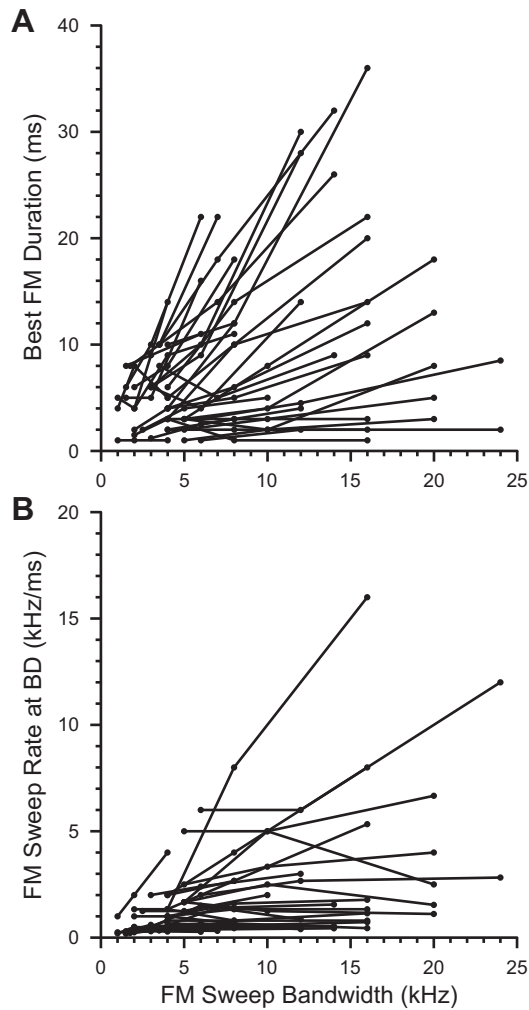 A
40
30
20
10
0
Best FM Duration (ms)
0 5 10 15 20 25
B
20
15
10
5
0
FM Sweep Rate at BD (kHz/ms)
0 5 10 15 20 25
FM Sweep Bandwidth (kHz)